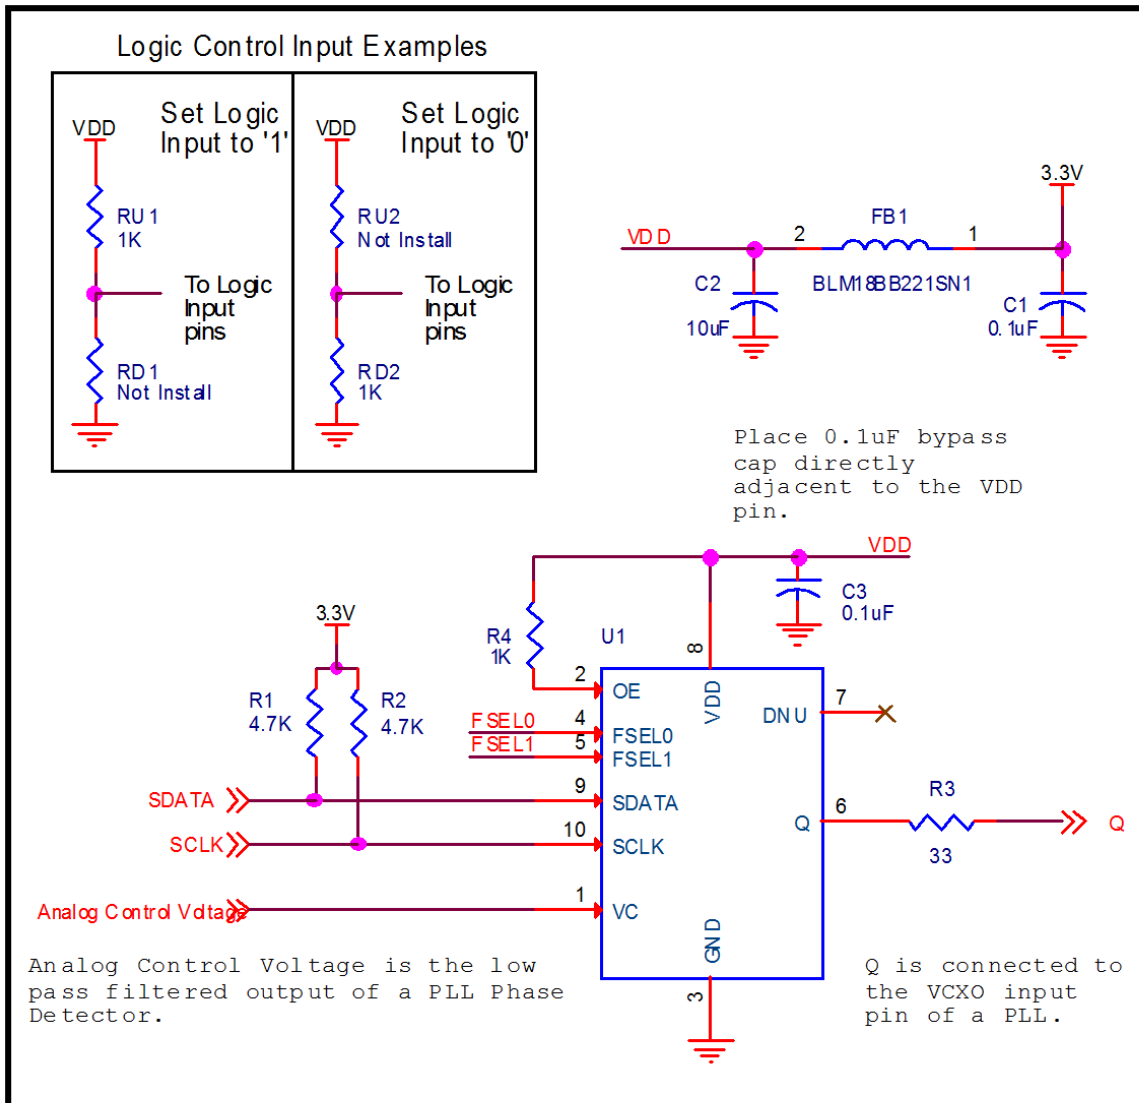 Logic Control Input Examples
Set Logic
Input to '1'
VDD
RU1
1K
To Logic
Input
pins
RD1
Not Install
Set Logic
Input to '0'
VDD
RU2
Not Install
To Logic
Input
pins
RD2
1K
3.3V
FB1
VDD
2
1
C2
BLM18BB221SN1
C1
10uF
0.1uF
Place 0.1uF bypass
cap directly
adjacent to the VDD
pin.
VDD
C3
0.1uF
3.3V
R4
1K
U1
8
2
OE
VDD
DNU
7
R1
4.7K
R2
4.7K
FSEL0
4
FSEL0
FSEL1
5
FSEL1
SDATA
9
SDATA
Q
6
R3
33
Q
SCLK
10
SCLK
Analog Control Voltage
1
VC
GND
3
Analog Control Voltage is the low
pass filtered output of a PLL Phase
Detector.
Q is connected to
the VCXO input
pin of a PLL.